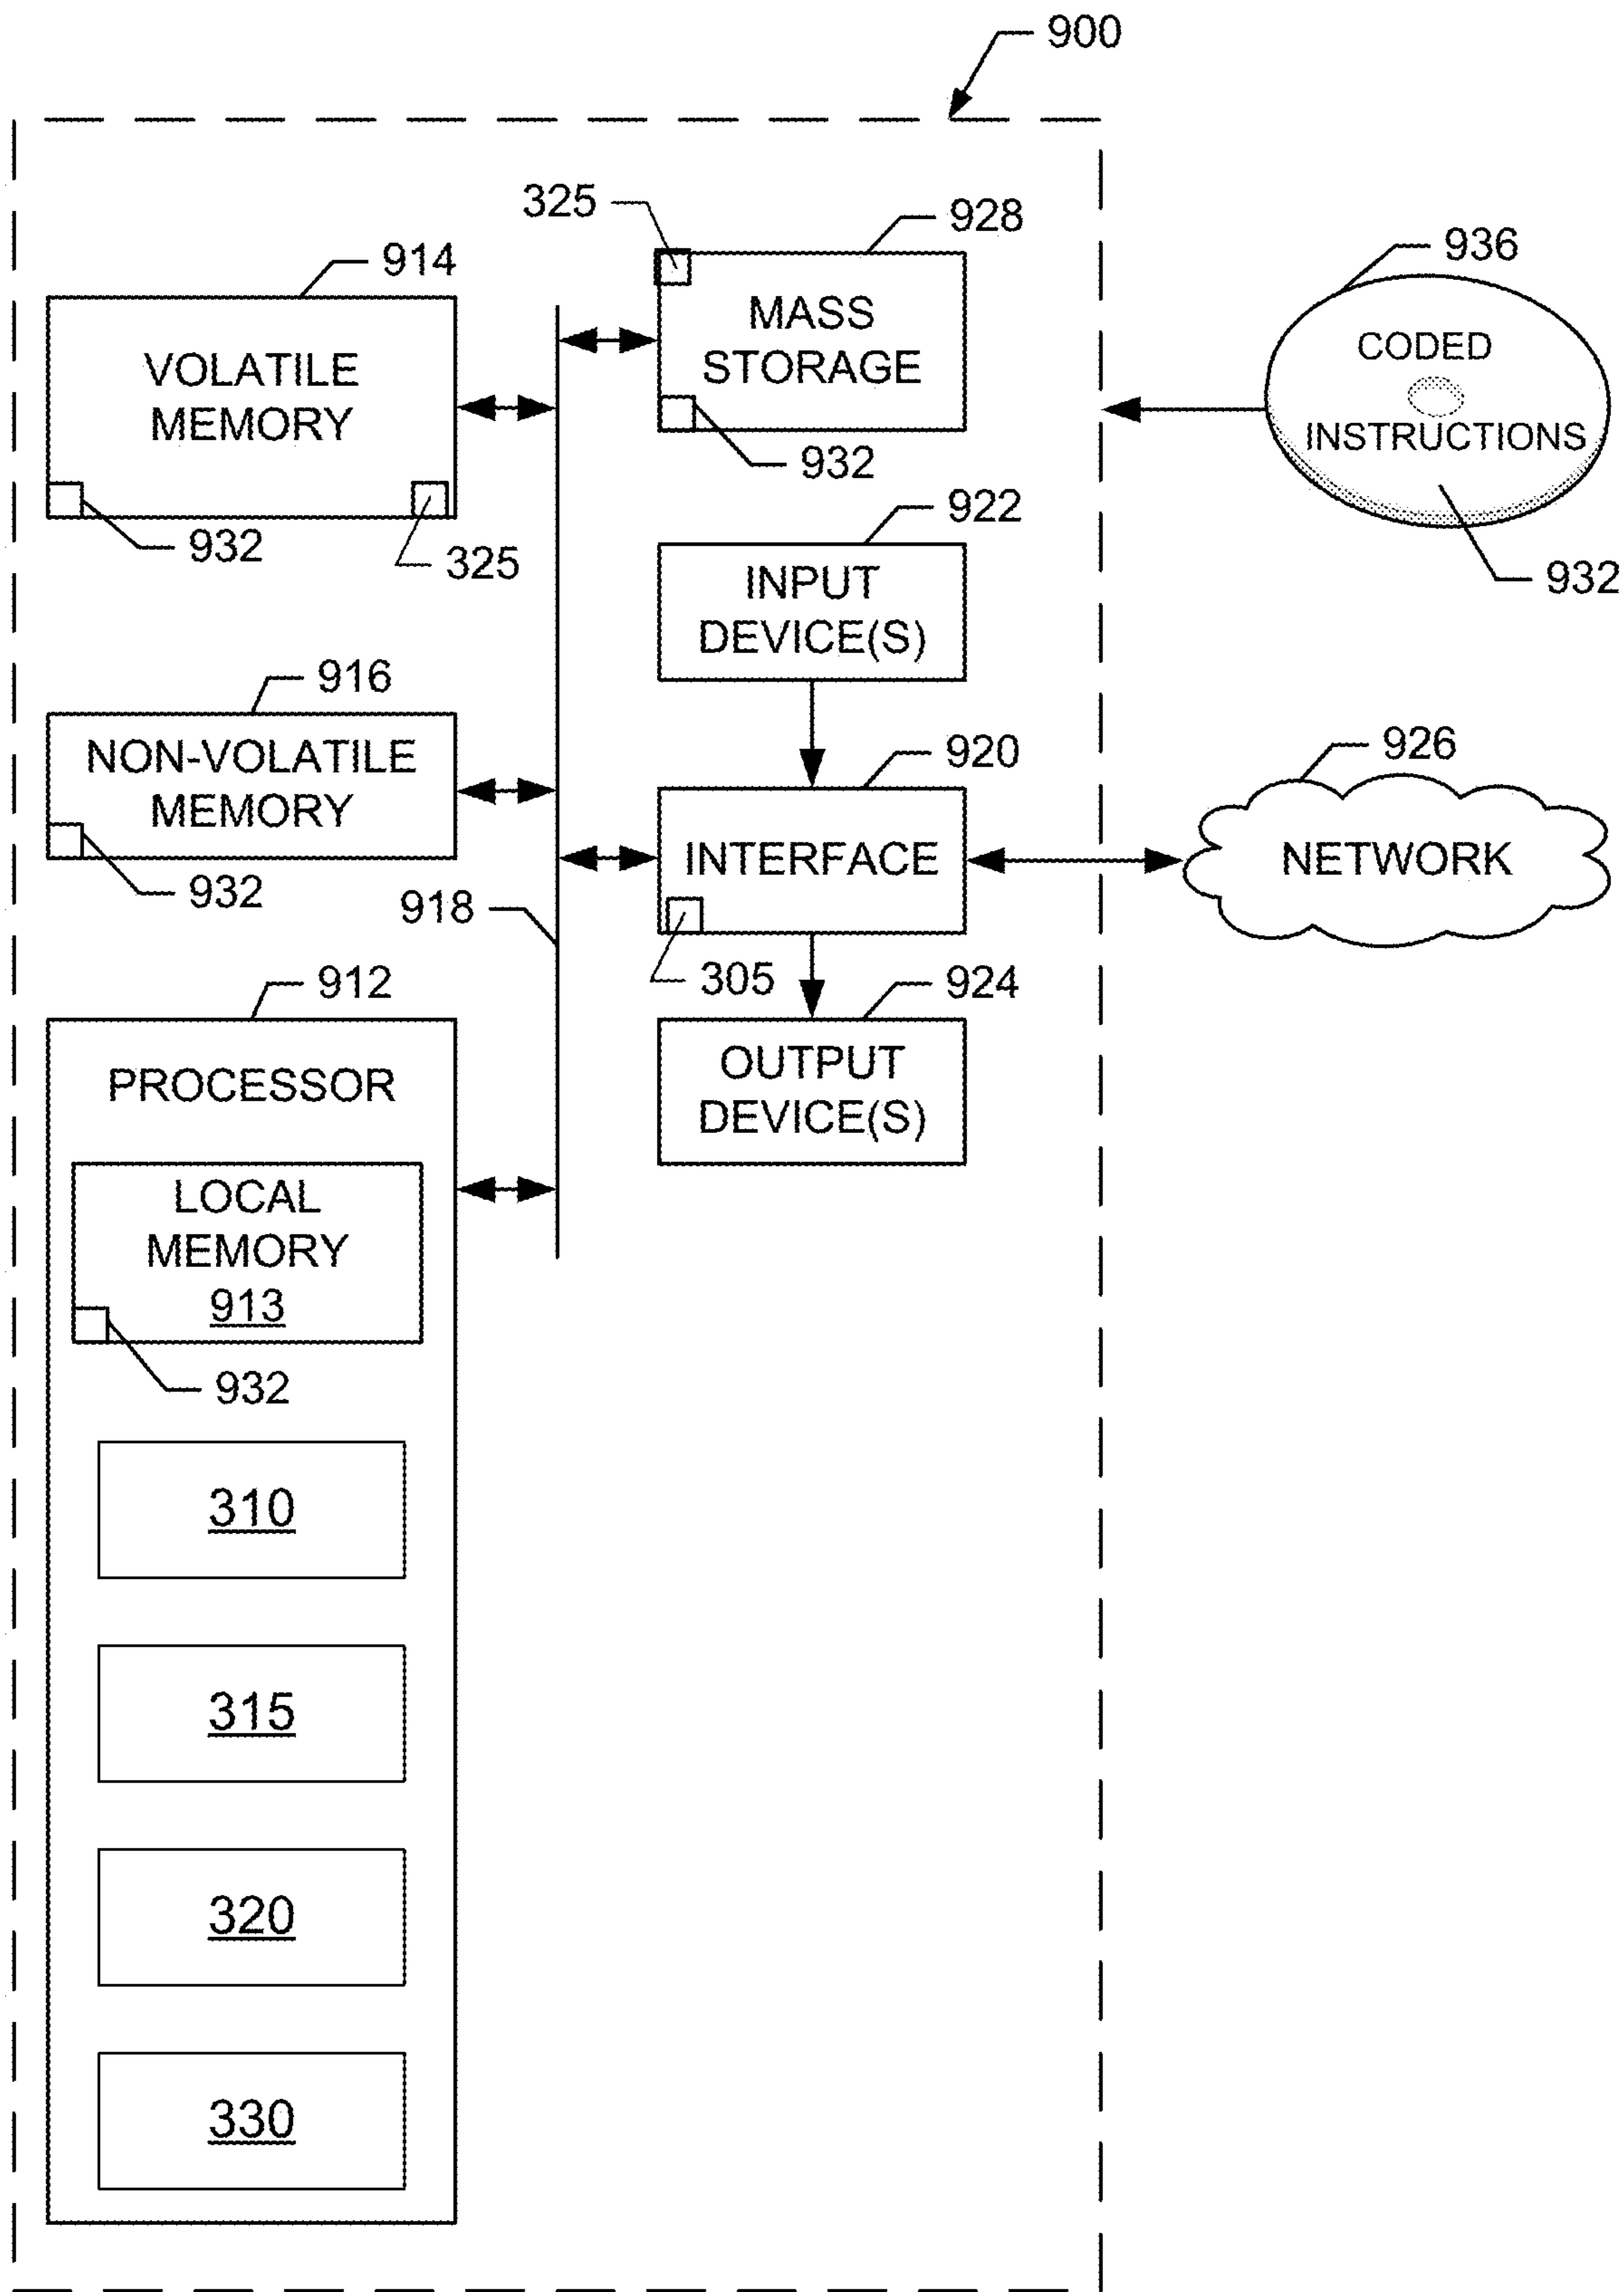 900
325
928
914
936
MASS
STORAGE
VOLATILE
MEMORY
CODED
INSTRUCTIONS
932
932
325
922
932
INPUT
DEVICE(S)
916
920
926
NON-VOLATILE
MEMORY
INTERFACE
NETWORK
932
918
305
912
924
PROCESSOR
OUTPUT
DEVICE(S)
LOCAL
MEMORY
913
932
310
315
320
330